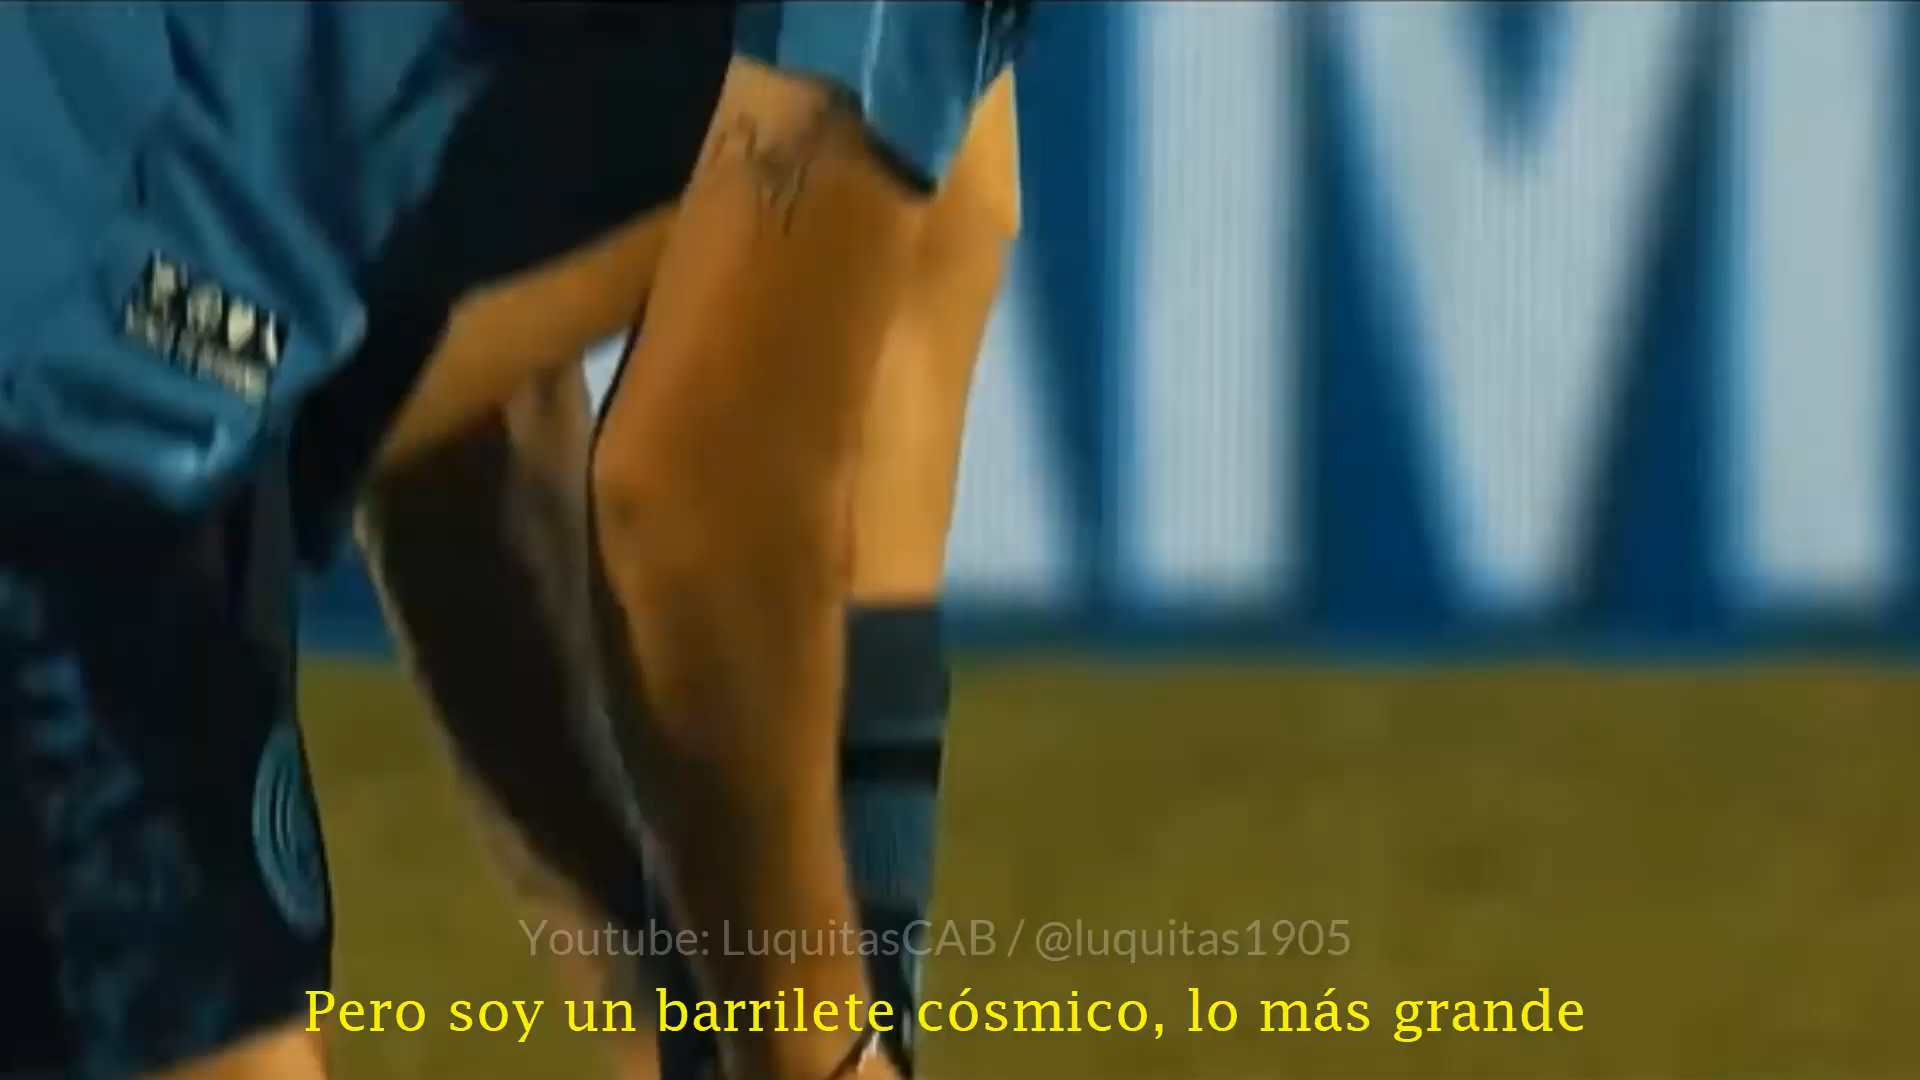 Youtube: LuquitasCAB / @luquitas1905
Pero soy un barrilete cósmico, lo más grande